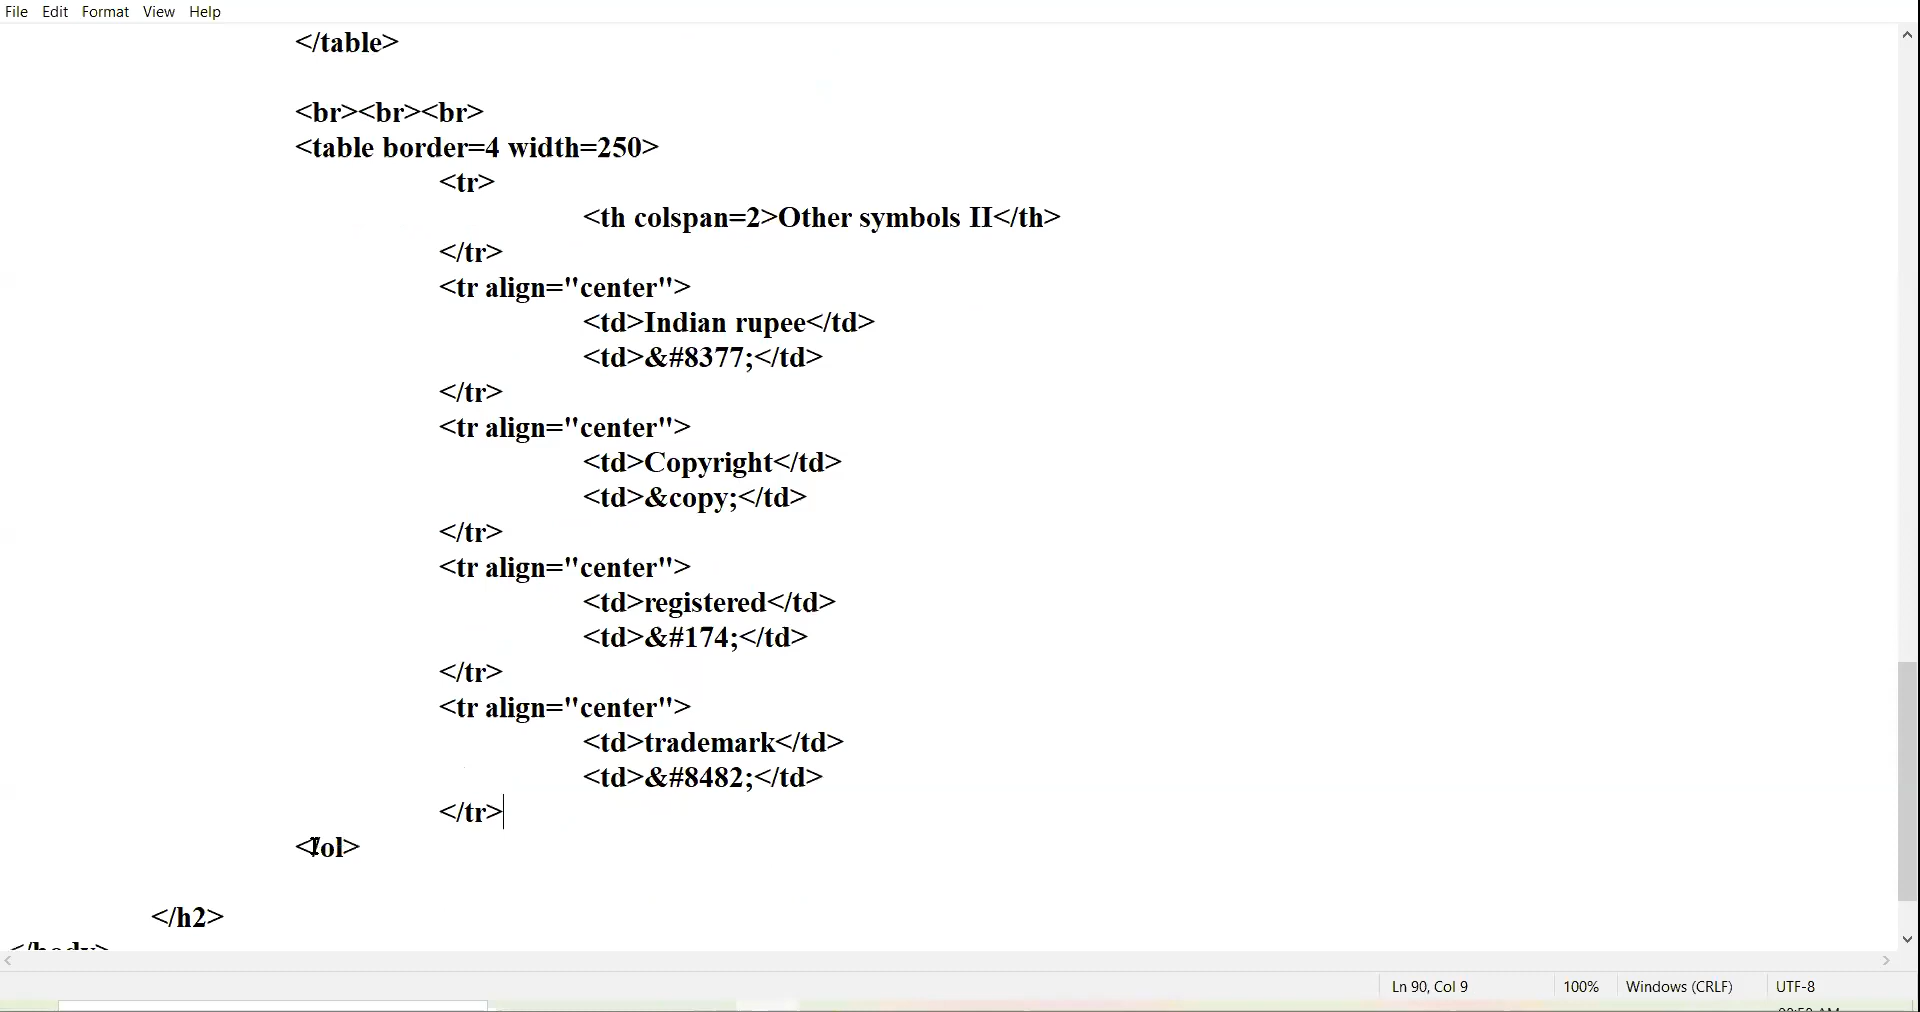 File Edit Format View Help
</table>
<br><br><br>
<table border=4 width=250>
<tr>
<th colspan=2>Other symbols II</th>
</tr>
<tr align="center">
<td>Indian rupee</td>
<td>&#8377;</td>
</tr>
<tr align="center">
<td>Copyright</td>
<td>&copy;</td>
</tr>
<tr align="center">
<td>registered</td>
<td>&#174;</td>
</tr>
<tr align="center">
<td>trademark</td>
<td>&#8482;</td>
</tr>
</ol>
</h2>
</body>
Ln 90, Col 9 100% Windows (CRLF) UTF-8